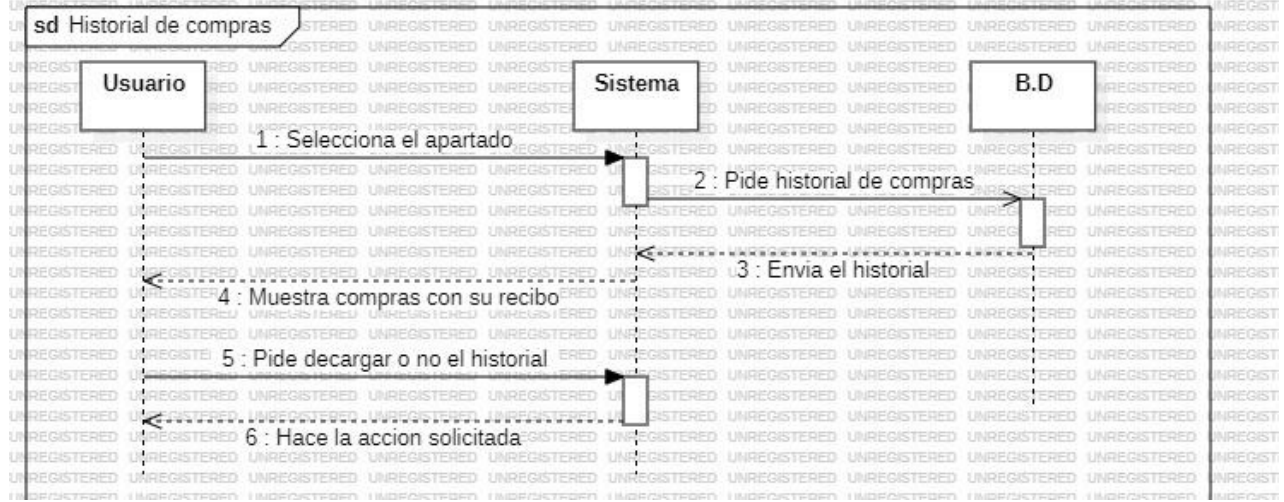 sd Historial de compras
Usuario
Sistema
B.D
1 : Selecciona el apartado
2 : Pide historial de compras
3 : Envia el historial
4 : Muestra compras con su recibo
5 : Pide decargar o no el historial
6 : Hace la accion solicitada
UNREGISTERED